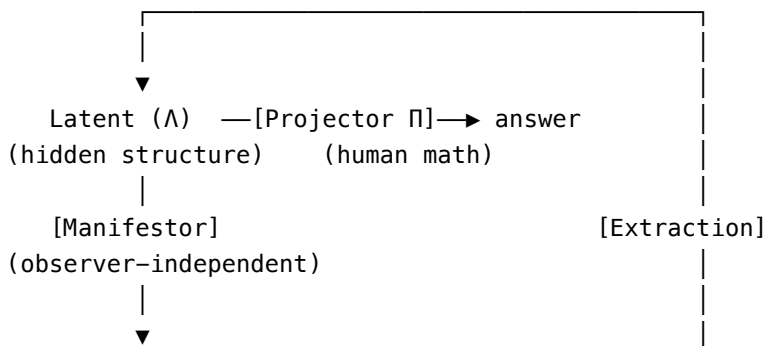 Latent (Λ) —[Projector Π]—▶ answer
(hidden structure) (human math)
[Manifestor] [Extraction]
(observer-independent)